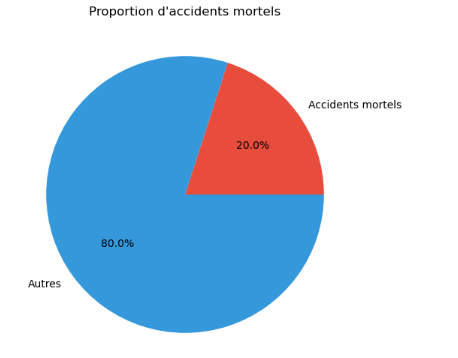 Proportion d'accidents mortels
Accidents mortels
20.0%
80.0%
Autres